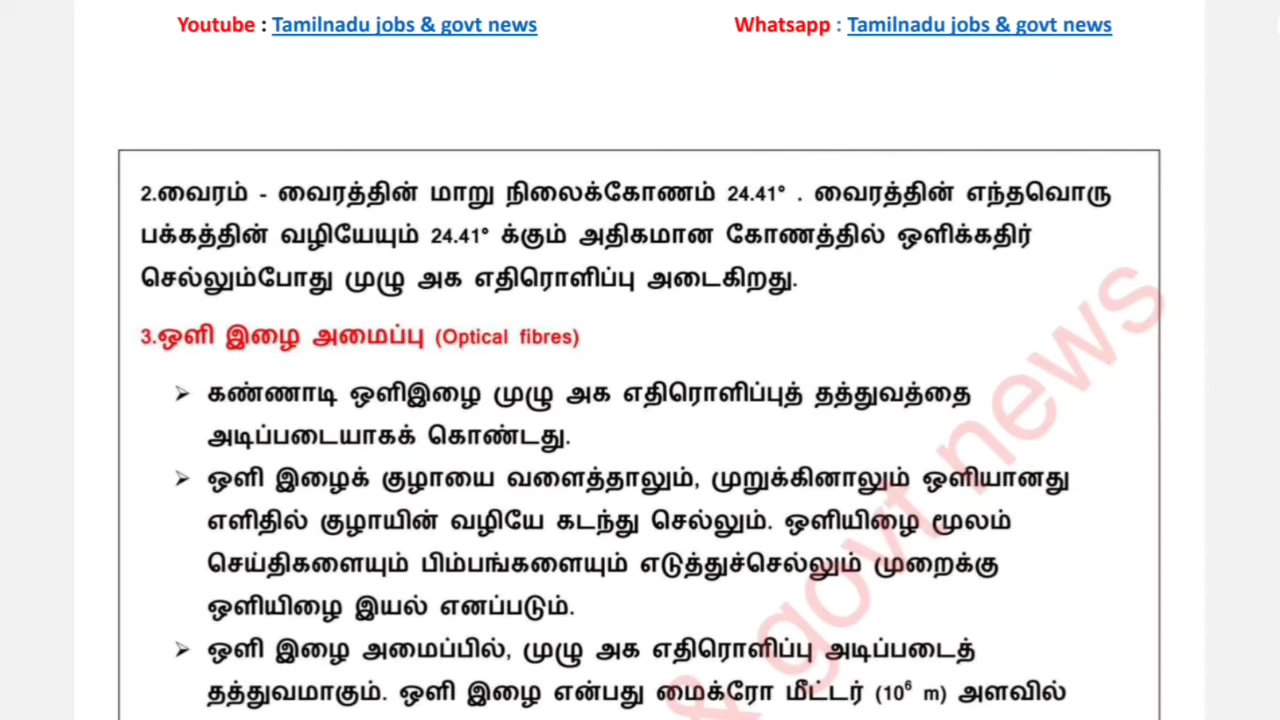 Youtube : Tamilnadu jobs & govt news Whatsapp : Tamilnadu jobs & govt news
2.வைரம் - வைரத்தின் மாறு நிலைக்கோணம் 24.41° . வைரத்தின் எந்தவொரு
பக்கத்தின் வழியேயும் 24.41° க்கும் அதிகமான கோணத்தில் ஒளிக்கதிர்
செல்லும்போது முழு அக எதிரொளிப்பு அடைகிறது.
3.ஒளி இழை அமைப்பு (Optical fibres)
➢ கண்ணாடி ஒளிஇழை முழு அக எதிரொளிப்புத் தத்துவத்தை
அடிப்படையாகக் கொண்டது.
➢ ஒளி இழைக் குழாயை வளைத்தாலும், முறுக்கினாலும் ஒளியானது
எளிதில் குழாயின் வழியே கடந்து செல்லும். ஒளியிழை மூலம்
செய்திகளையும் பிம்பங்களையும் எடுத்துச்செல்லும் முறைக்கு
ஒளியிழை இயல் எனப்படும்.
➢ ஒளி இழை அமைப்பில், முழு அக எதிரொளிப்பு அடிப்படைத்
தத்துவமாகும். ஒளி இழை என்பது மைக்ரோ மீட்டர் (10⁶ m) அளவில்
& govt news